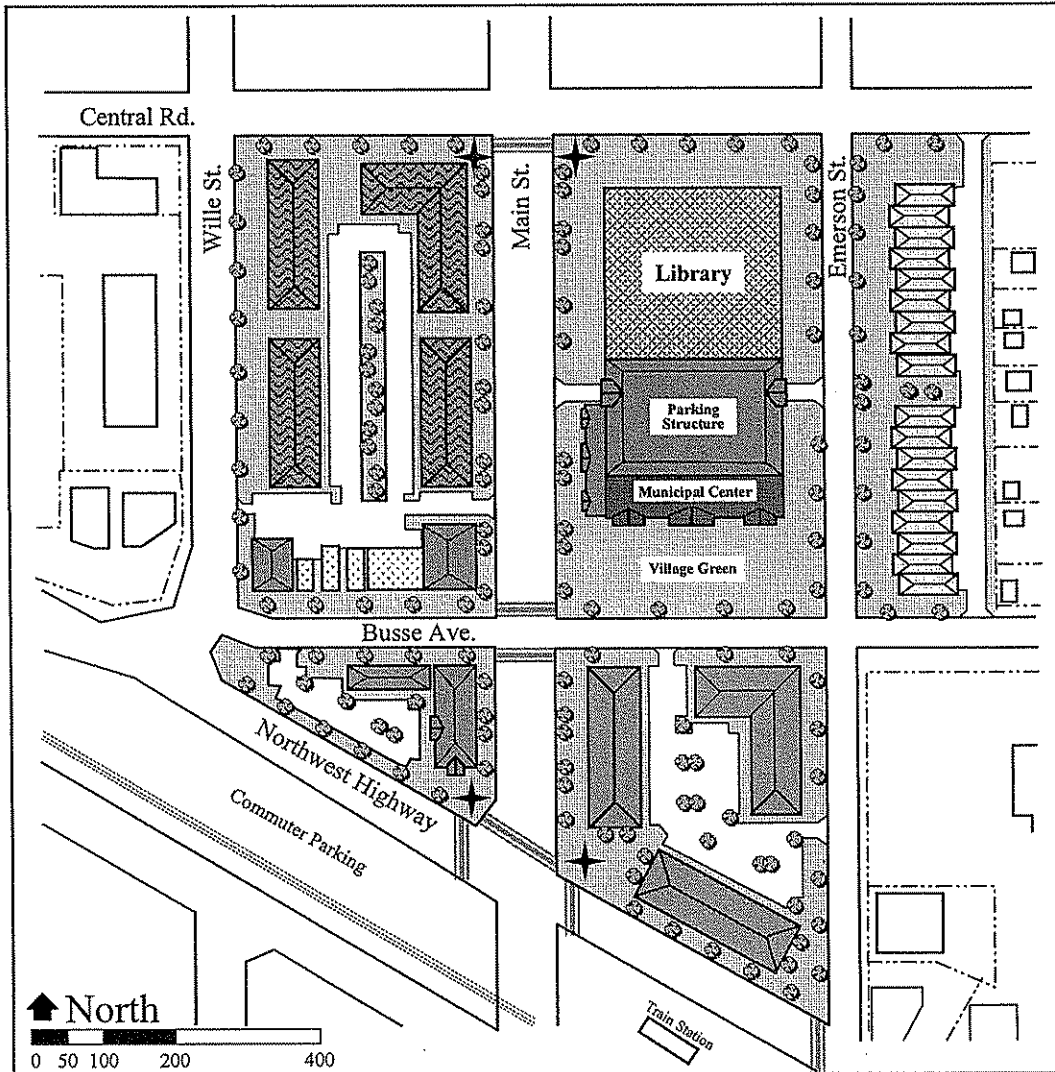 Central Rd.
Wille St.
Main St.
Emerson St.
Library
Parking
Structure
Municipal Center
Village Green
Busse Ave.
Northwest Highway
Commuter Parking
Train Station
North
0 50 100 200 400